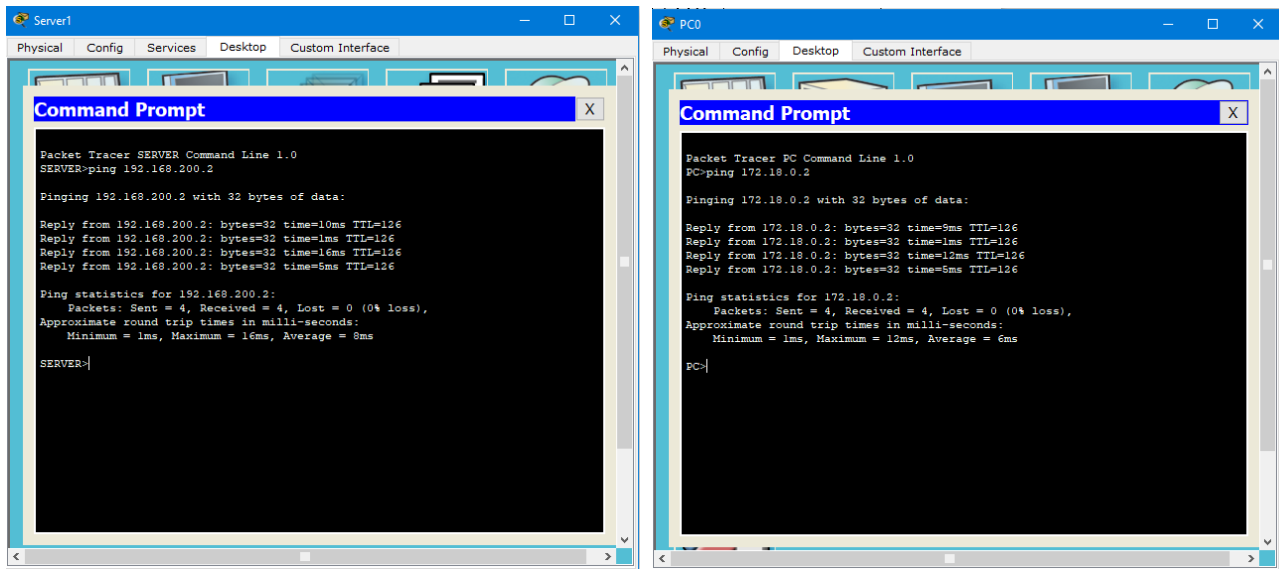 Server1
Physical Config Services Desktop Custom Interface
Command Prompt
X
Packet Tracer SERVER Command Line 1.0
SERVER>ping 192.168.200.2
Pinging 192.168.200.2 with 32 bytes of data:
Reply from 192.168.200.2: bytes=32 time=10ms TTL=126
Reply from 192.168.200.2: bytes=32 time=1ms TTL=126
Reply from 192.168.200.2: bytes=32 time=16ms TTL=126
Reply from 192.168.200.2: bytes=32 time=5ms TTL=126
Ping statistics for 192.168.200.2:
Packets: Sent = 4, Received = 4, Lost = 0 (0% loss),
Approximate round trip times in milli-seconds:
Minimum = 1ms, Maximum = 16ms, Average = 8ms
SERVER>
PC0
Physical Config Desktop Custom Interface
Command Prompt
X
Packet Tracer PC Command Line 1.0
PC>ping 172.18.0.2
Pinging 172.18.0.2 with 32 bytes of data:
Reply from 172.18.0.2: bytes=32 time=9ms TTL=126
Reply from 172.18.0.2: bytes=32 time=1ms TTL=126
Reply from 172.18.0.2: bytes=32 time=12ms TTL=126
Reply from 172.18.0.2: bytes=32 time=5ms TTL=126
Ping statistics for 172.18.0.2:
Packets: Sent = 4, Received = 4, Lost = 0 (0% loss),
Approximate round trip times in milli-seconds:
Minimum = 1ms, Maximum = 12ms, Average = 6ms
PC>